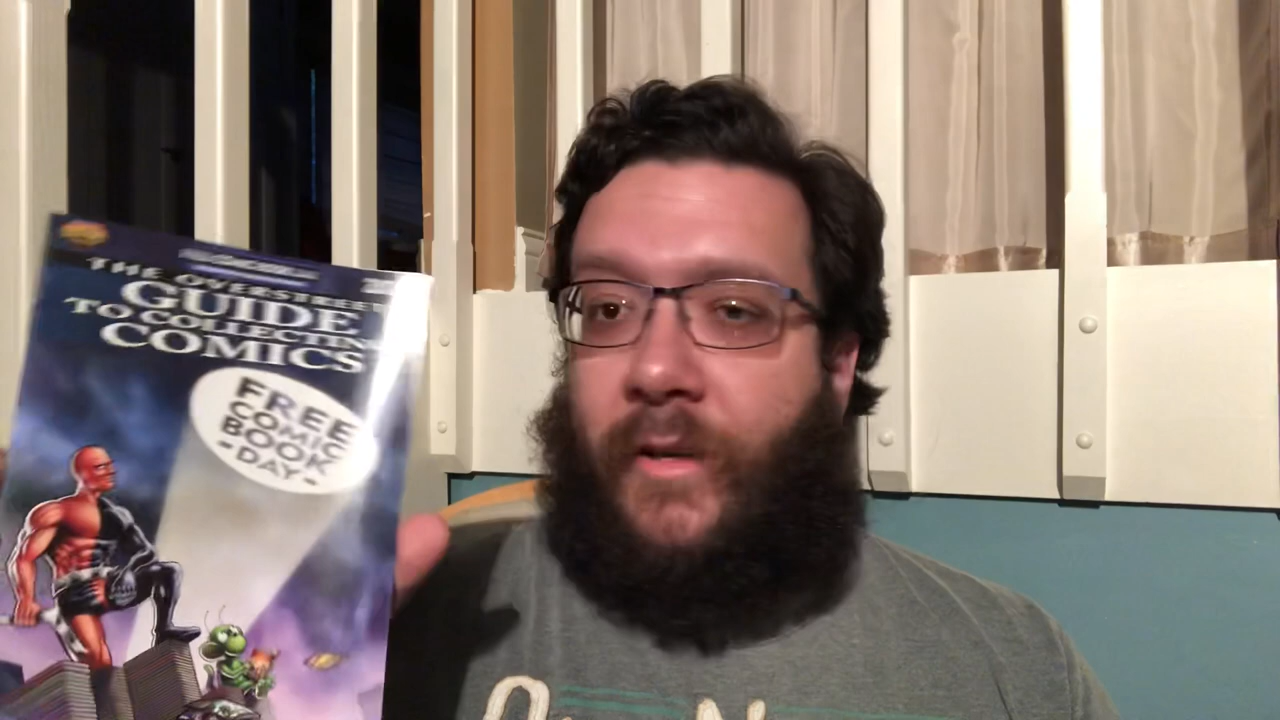 THE OVERSTREET
GUIDE
TO COLLECTING
COMICS
FREE
COMIC
BOOK
- DAY -